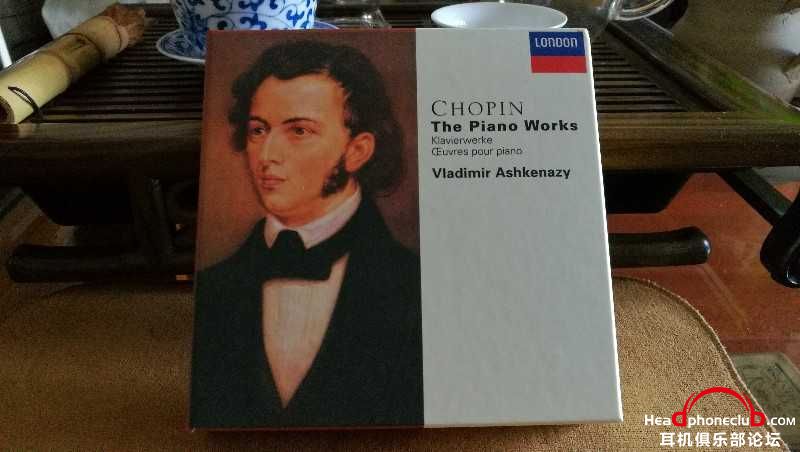 LONDON
CHOPIN
The Piano Works
Klavierwerke
Œuvres pour piano
Vladimir Ashkenazy
Headphoneclub.com
耳机俱乐部论坛